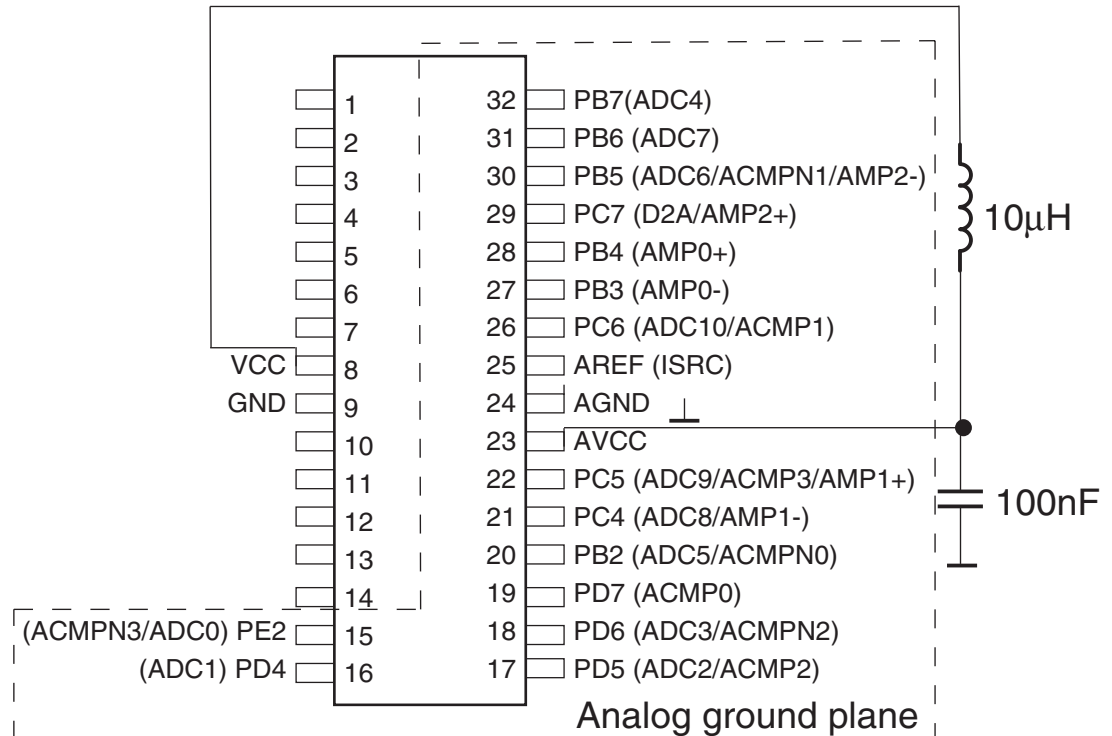 1 32 PB7(ADC4)
2 31 PB6 (ADC7)
3 30 PB5 (ADC6/ACMPN1/AMP2-)
4 29 PC7 (D2A/AMP2+)
10μH
5 28 PB4 (AMP0+)
6 27 PB3 (AMP0-)
7 26 PC6 (ADC10/ACMP1)
VCC 8 25 AREF (ISRC)
GND 9 24 AGND
10 23 AVCC
11 22 PC5 (ADC9/ACMP3/AMP1+)
100nF
12 21 PC4 (ADC8/AMP1-)
13 20 PB2 (ADC5/ACMPN0)
14 19 PD7 (ACMP0)
(ACMPN3/ADC0) PE2 15 18 PD6 (ADC3/ACMPN2)
(ADC1) PD4 16 17 PD5 (ADC2/ACMP2)
Analog ground plane